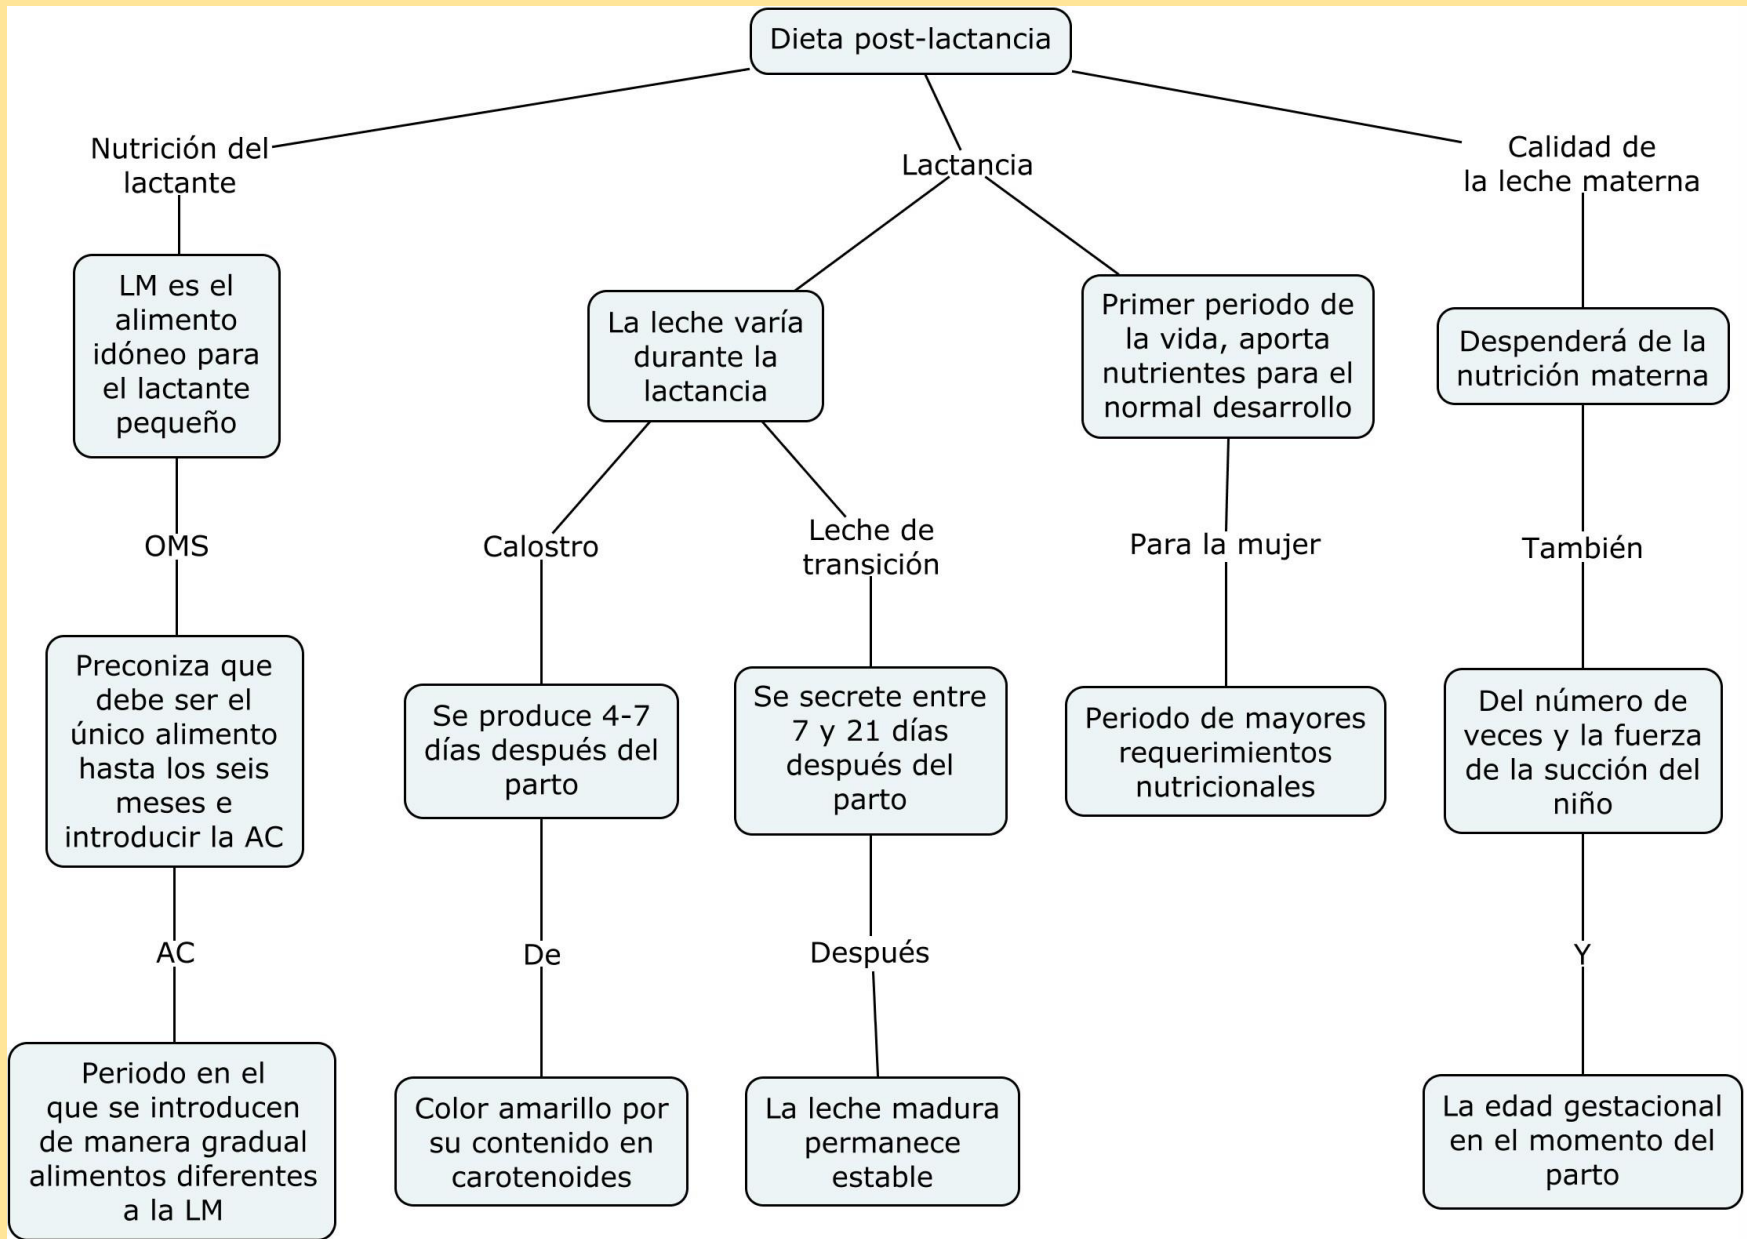 Dieta post-lactancia
Nutrición del
lactante
LM es el
alimento
idóneo para
el lactante
pequeño
OMS
Preconiza que
debe ser el
único alimento
hasta los seis
meses e
introducir la AC
AC
Periodo en el
que se introducen
de manera gradual
alimentos diferentes
a la LM
Lactancia
La leche varía
durante la
lactancia
Calostro
Se produce 4-7
días después del
parto
De
Color amarillo por
su contenido en
carotenoides
Leche de
transición
Se secrete entre
7 y 21 días
después del
parto
Después
La leche madura
permanece
estable
Primer periodo de
la vida, aporta
nutrientes para el
normal desarrollo
Para la mujer
Periodo de mayores
requerimientos
nutricionales
Calidad de
la leche materna
Despenderá de la
nutrición materna
También
Del número de
veces y la fuerza
de la succión del
niño
Y
La edad gestacional
en el momento del
parto